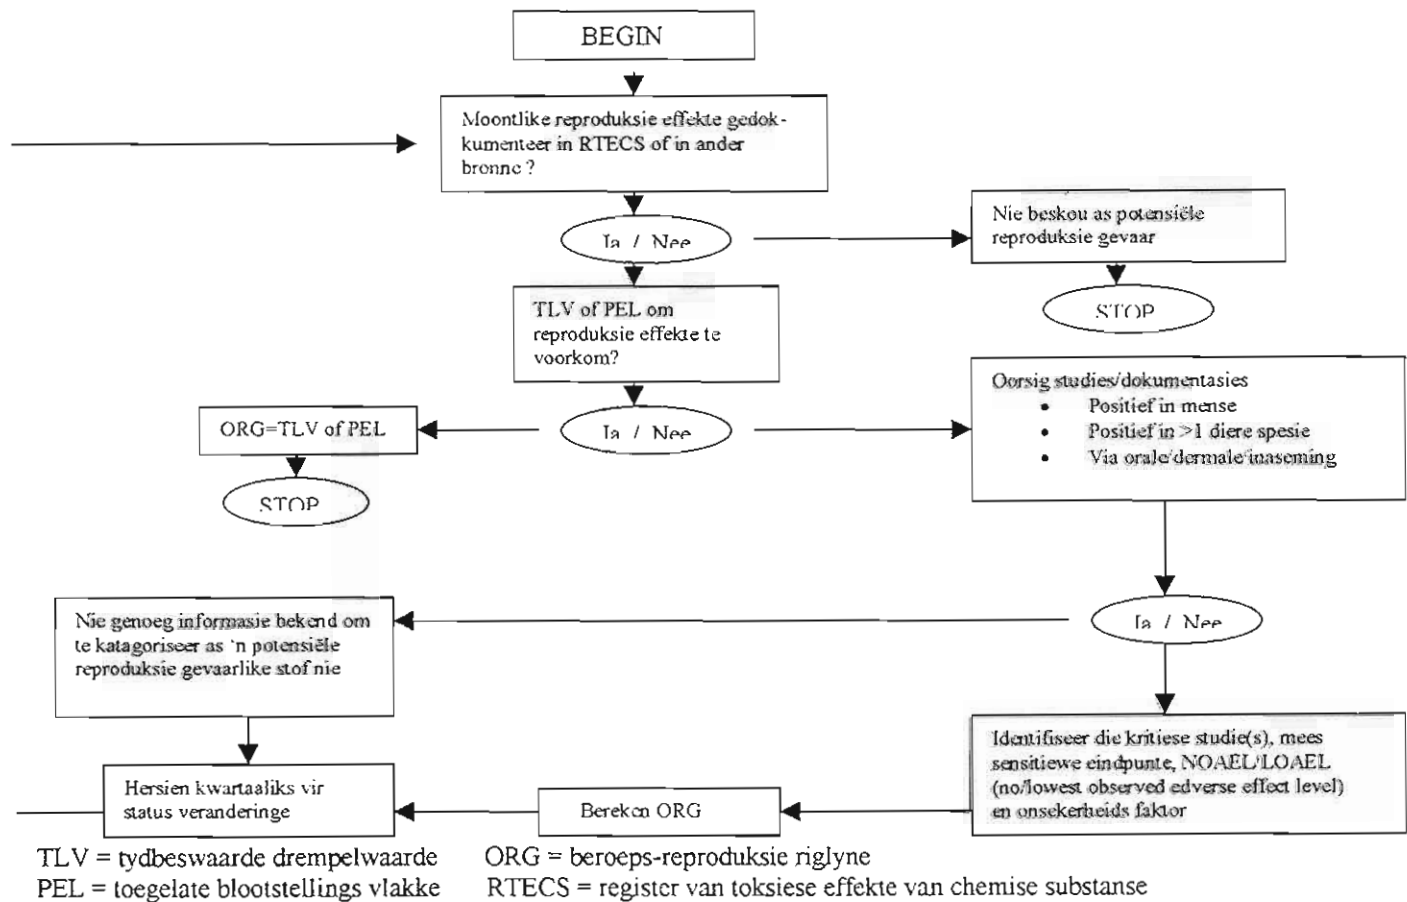 BEGIN
Moontlike reproduksie effekte gedok-
kumenteer in RTECS of in ander
bronne ?
Ja / Nee
Nie beskou as potensiële
reproduksie gevaar
STOP
TLV of PEL om
reproduksie effekte te
voorkom?
Ja / Nee
ORG=TLV of PEL
STOP
Oorsig studies/dokumentasies
• Positief in mense
• Positief in >1 diere spesie
• Via orale/dermale/inaseming
Ja / Nee
Nie genoeg informasie bekend om
te katagoriseer as 'n potensiële
reproduksie gevaarlike stof nie
Identifiseer die kritiese studie(s), mees
sensitiewe eindpunte, NOAEL/LOAEL
(no/lowest observed edverse effect level)
en onsekerheids faktor
Bereken ORG
Hersien kwartaaliks vir
status veranderinge
TLV = tydbeswaarde drempelwaarde
ORG = beroeps-reproduksie riglyne
PEL = toegelate blootstellings vlakke
RTECS = register van toksiese effekte van chemise substanse